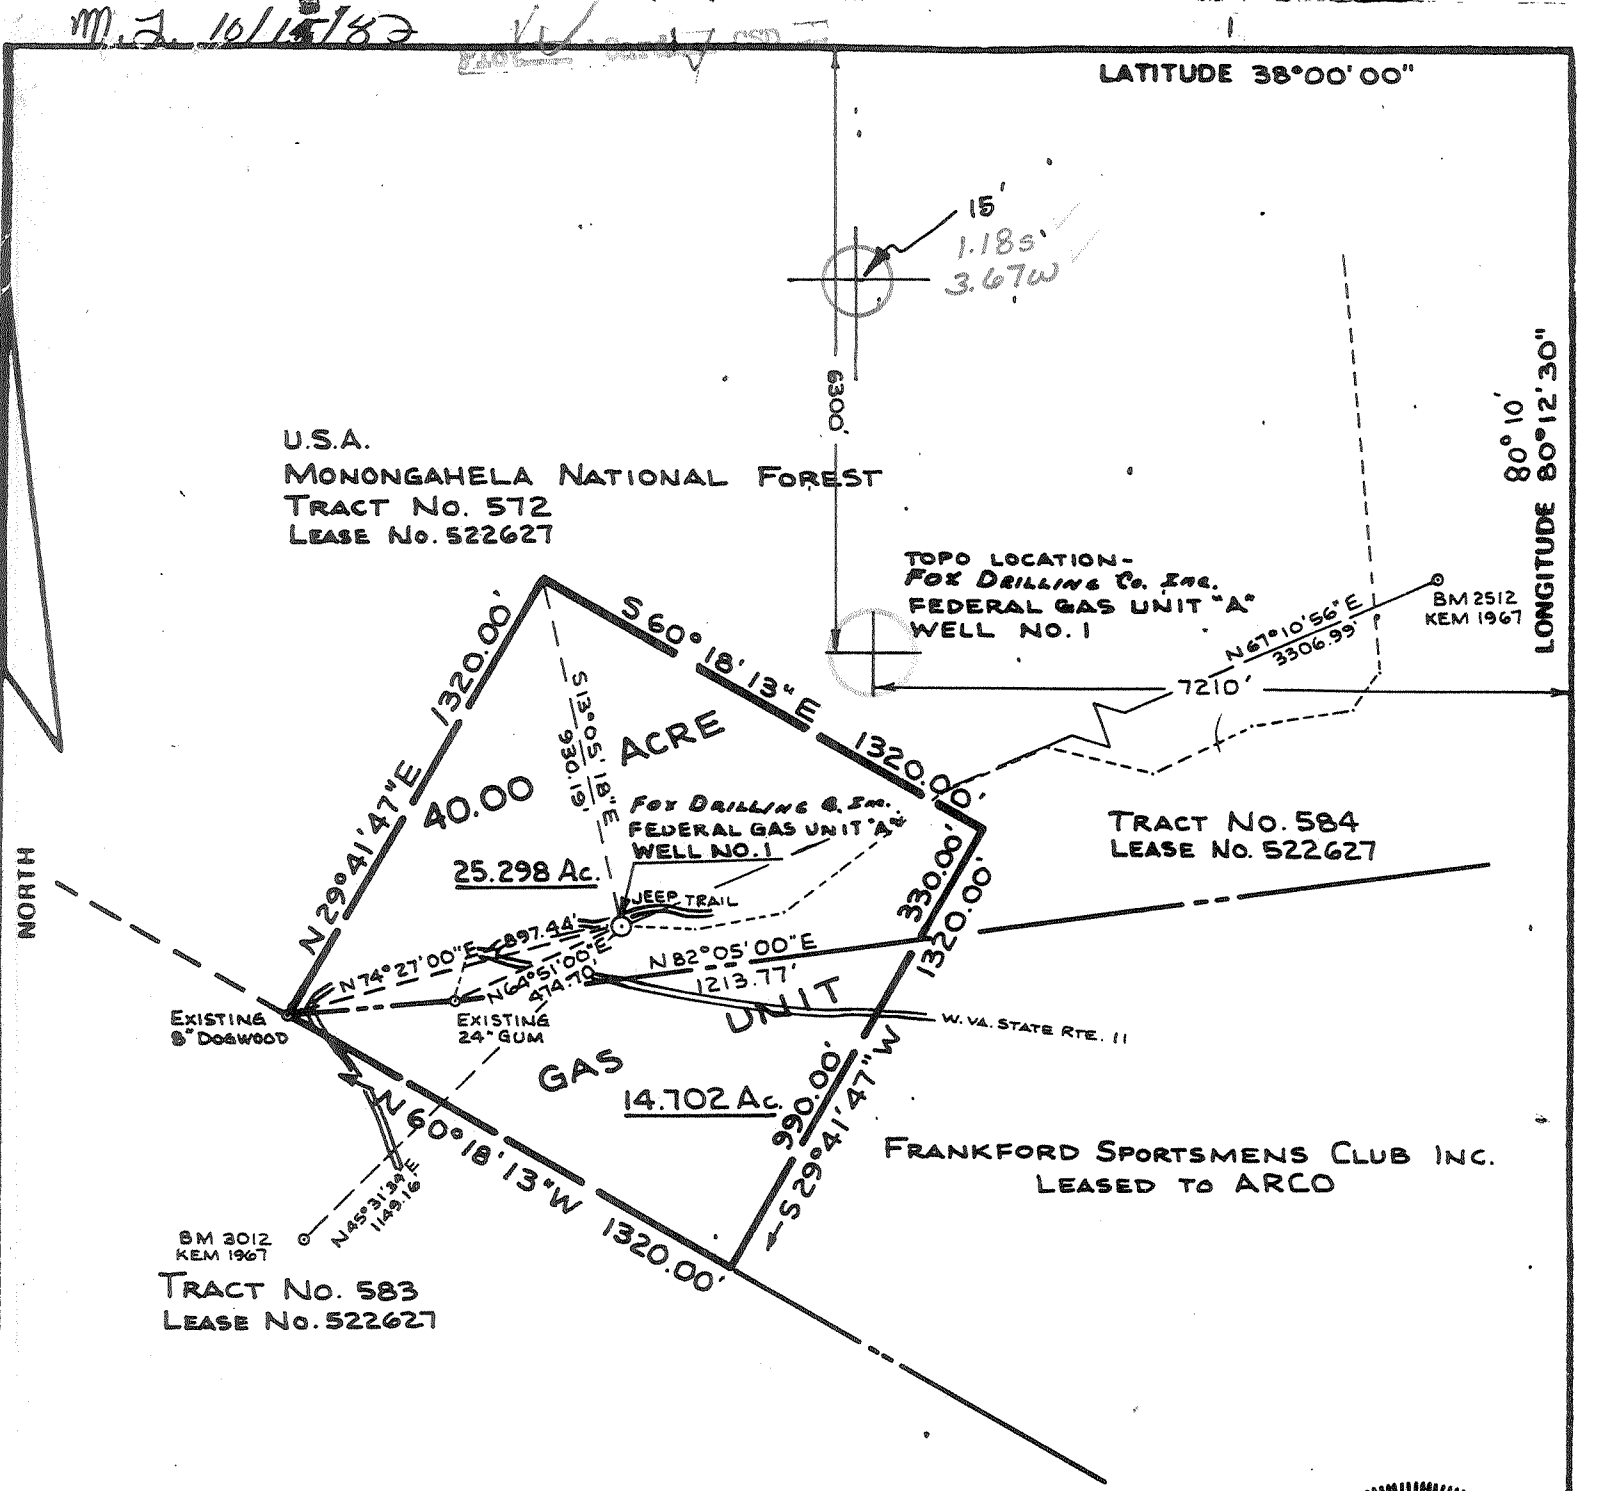 M.J. 10/15/82
LATITUDE 38°00'00"
15'
1.18s
3.67w
6300'
80°10'
LONGITUDE 80°12'30"
U.S.A.
MONONGAHELA NATIONAL FOREST
TRACT No. 572
LEASE No. 522627
TOPO LOCATION-
FOX DRILLING Co. INC.
FEDERAL GAS UNIT "A"
WELL NO. 1
BM 2512
KEM 1967
N67°10'56"E
3306.99'
7210'
1320.00'
S 60°18'13"E
S13°05'18"E
930.19'
N29°41'47"E
40.00 ACRE
1320.00'
FOX DRILLING Co. INC.
FEDERAL GAS UNIT "A"
WELL NO. 1
TRACT No. 584
LEASE No. 522627
25.298 Ac.
330.00'
1320.00'
JEEP TRAIL
NORTH
N74°27'00"E
897.44'
N82°05'00"E
1213.77'
N64°51'00"E
474.70'
EXISTING
8" DOGWOOD
EXISTING
24" GUM
UNIT
W.VA. STATE RTE. 11
GAS
14.702 Ac.
990.00'
S 29°41'47"W
N 60°18'13"W
1320.00'
FRANKFORD SPORTSMENS CLUB INC.
LEASED TO ARCO
N45°31'34"E
1149.16'
BM 3012
KEM 1967
TRACT No. 583
LEASE No. 522627